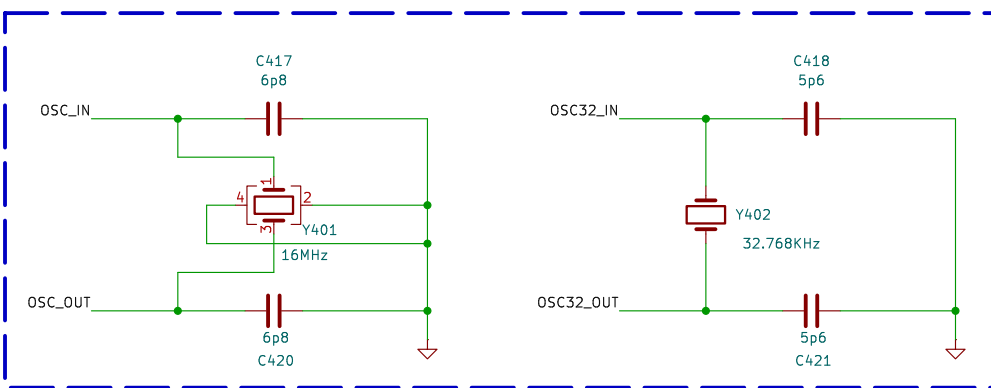 C417
6p8
OSC_IN
1
4
2
3
Y401
16MHz
OSC_OUT
6p8
C420
C418
5p6
OSC32_IN
Y402
32.768KHz
OSC32_OUT
5p6
C421